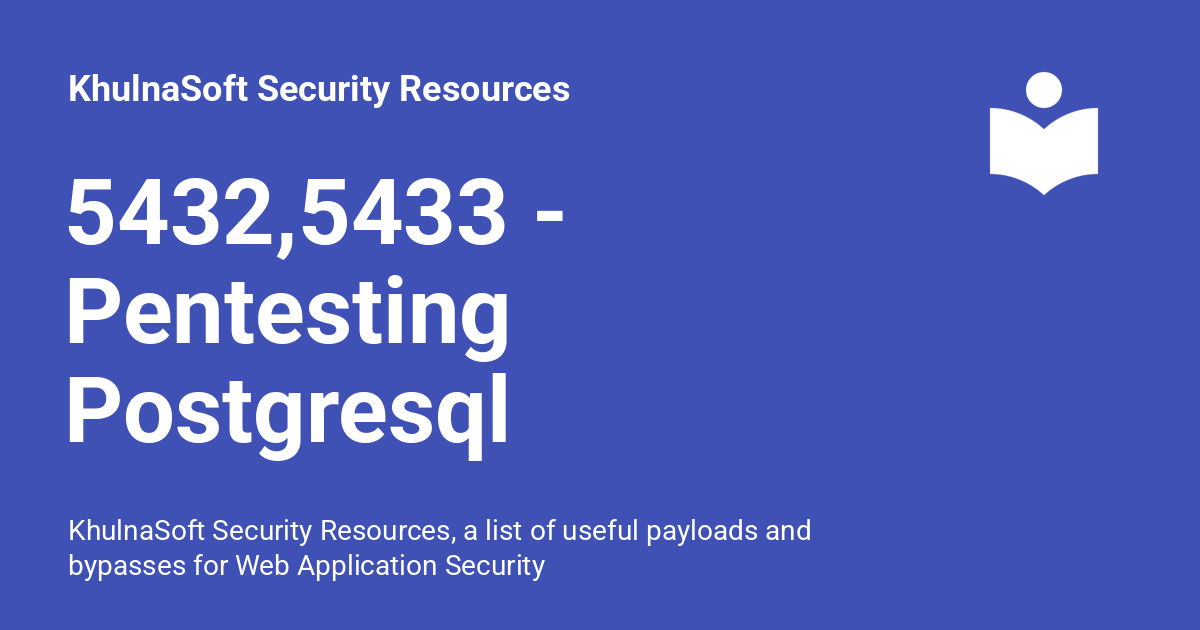 KhulnaSoft Security Resources
5432,5433 -
Pentesting
Postgresql
KhulnaSoft Security Resources, a list of useful payloads and
bypasses for Web Application Security